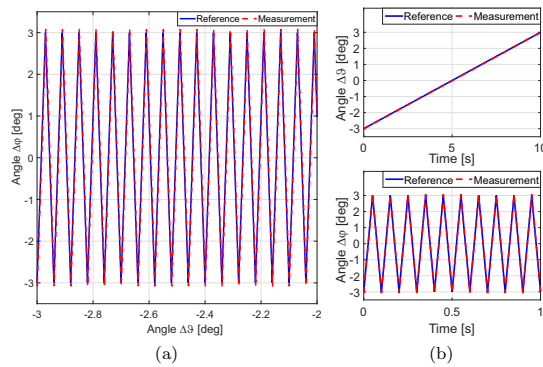 Reference Measurement
3
2
1
0
-1
-2
-3
Angle Δφ [deg]
-3 -2.8 -2.6 -2.4 -2.2 -2
Angle Δϑ [deg]
(a)
Reference Measurement
3
2
1
0
-1
-2
-3
Angle Δϑ [deg]
0 5 10
Time [s]
Reference Measurement
3
2
1
0
-1
-2
-3
Angle Δφ [deg]
0 0.5 1
Time [s]
(b)